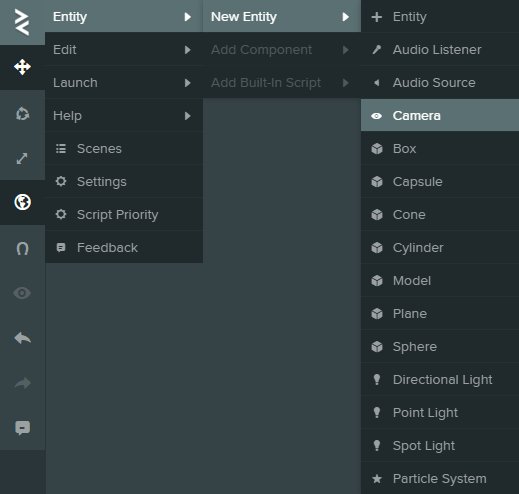 Entity
Edit
Launch
Help
Scenes
Settings
Script Priority
Feedback
New Entity
Add Component
Add Built-In Script
Entity
Audio Listener
Audio Source
Camera
Box
Capsule
Cone
Cylinder
Model
Plane
Sphere
Directional Light
Point Light
Spot Light
Particle System